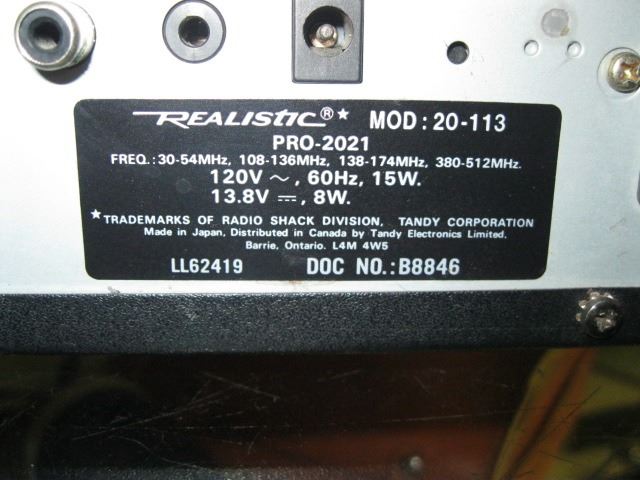 REALISTIC®★ MOD: 20-113
PRO-2021
FREQ.: 30-54MHz, 108-136MHz, 138-174MHz, 380-512MHz.
120V ∼, 60Hz, 15W.
13.8V ⎓, 8W.
★TRADEMARKS OF RADIO SHACK DIVISION, TANDY CORPORATION
Made in Japan, Distributed in Canada by Tandy Electronics Limited,
Barrie, Ontario. L4M 4W5
LL62419 DOC NO.: B8846